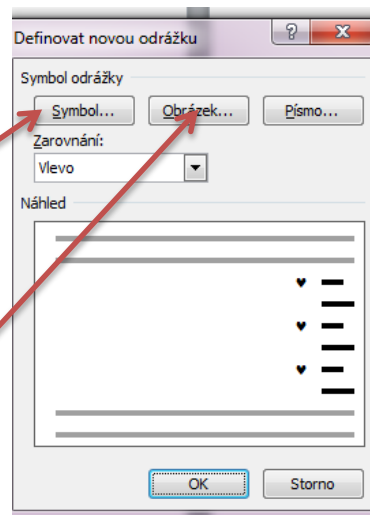 Definovat novou odrážku
Symbol odrážky
Symbol... Obrázek... Písmo...
Zarovnání:
Vlevo
Náhled
OK Storno